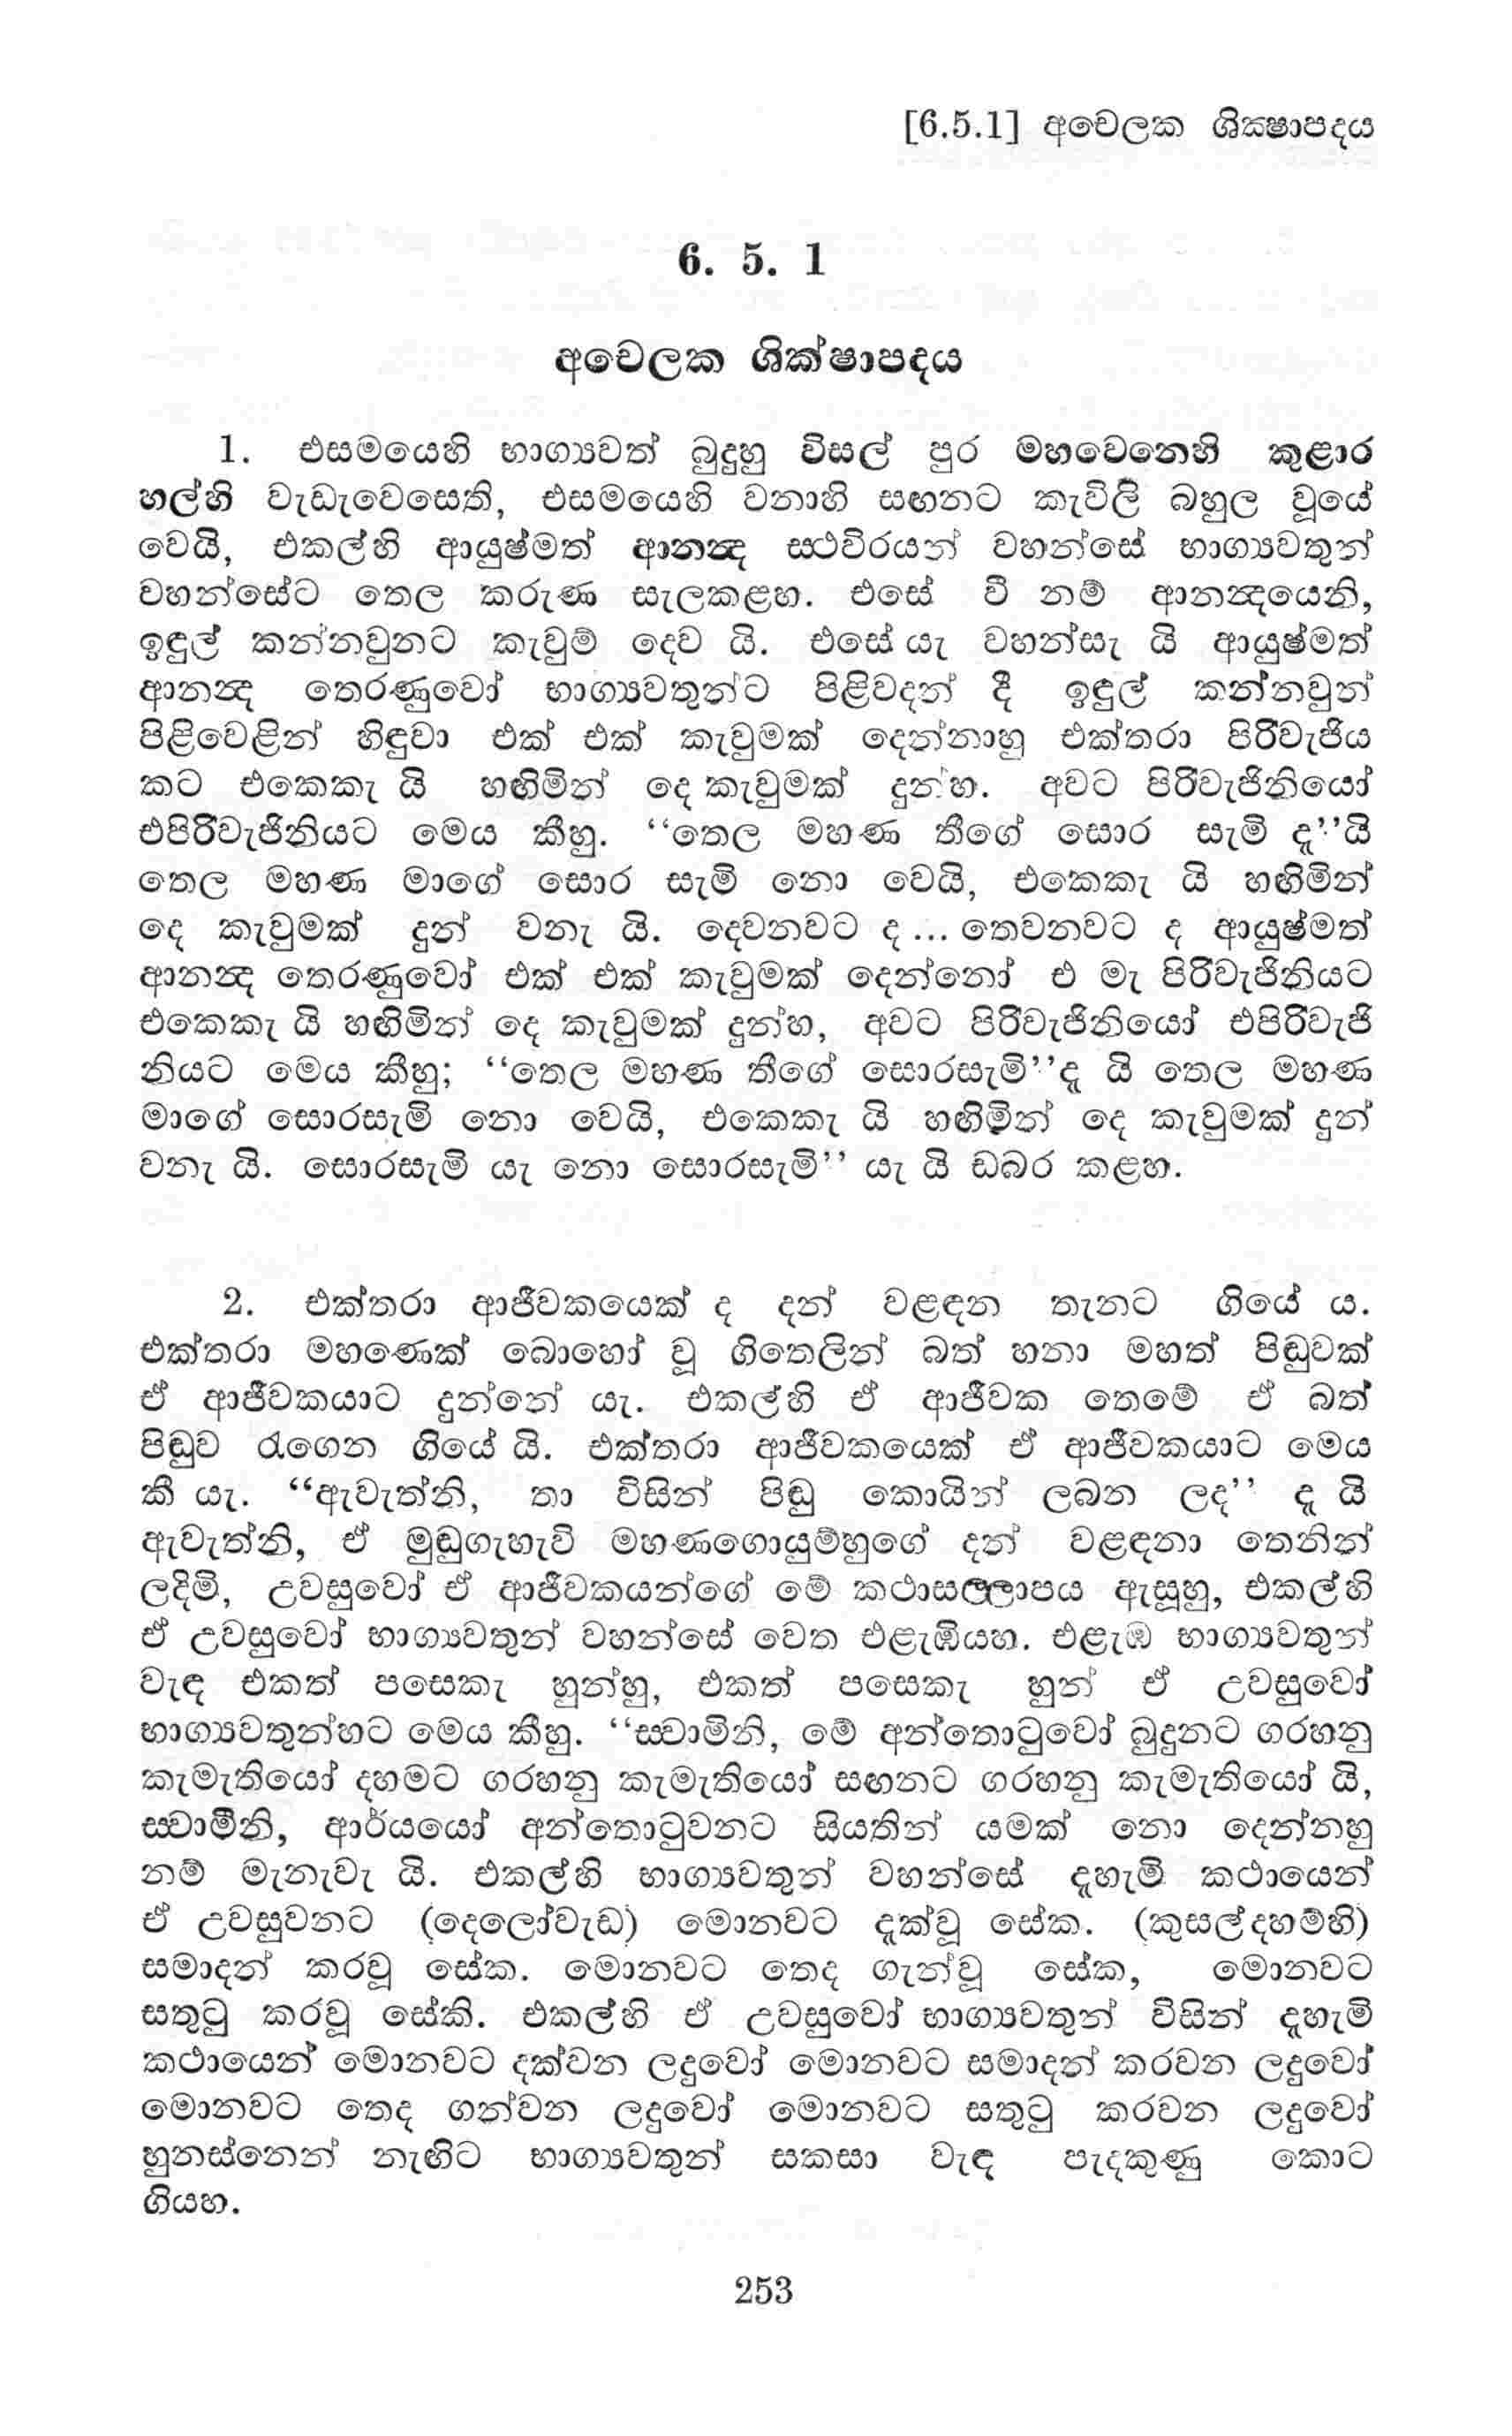 [6.5.1] අචෙලක ශික්‍ෂාපදය
6. 5. 1
අචෙලක ශික්ෂාපදය
1. එසමයෙහි භාග්‍යවත් බුදුහු විසල් පුර මහවෙනෙහි කුළාර
හල්හි වැඩැවෙසෙති, එසමයෙහි වනාහි සඟනට කැවිලි බහුල වූයේ
වෙයි, එකල්හි ආයුෂ්මත් ආනන්‍ද ස්ථවිරයන් වහන්සේ භාග්‍යවතුන්
වහන්සේට තෙල කරුණ සැලකළහ. එසේ වී නම් ආනන්‍දයෙනි,
ඉඳුල් කන්නවුනට කැවුම් දෙව යි. එසේ යැ වහන්සැ යි ආයුෂ්මත්
ආනන්‍ද තෙරණුවෝ භාග්‍යවතුන්ට පිළිවදන් දී ඉඳුල් කන්නවුන්
පිළිවෙළින් හිඳුවා එක් එක් කැවුමක් දෙන්නාහු එක්තරා පිරිවැජිය
කට එකෙකැ යි හඟිමින් දෙ කැවුමක් දුන්හ. අවට පිරිවැජිනියෝ
එපිරිවැජිනියට මෙය කීහු. “තෙල මහණ තීගේ සොර සැමි දැ”යි
තෙල මහණ මාගේ සොර සැමි නො වෙයි, එකෙකැ යි හඟිමින්
දෙ කැවුමක් දුන් වනැ යි. දෙවනවට ද ... තෙවනවට ද ආයුෂ්මත්
ආනන්‍ද තෙරණුවෝ එක් එක් කැවුමක් දෙන්නෝ එ මැ පිරිවැජිනියට
එකෙකැ යි හඟිමින් දෙ කැවුමක් දුන්හ, අවට පිරිවැජිනියෝ එපිරිවැජි
නියට මෙය කීහු; “තෙල මහණ තීගේ සොරසැමි”දැ යි තෙල මහණ
මාගේ සොරසැමි නො වෙයි, එකෙකැ යි හඟිමින් දෙ කැවුමක් දුන්
වනැ යි. සොරසැමි යැ නො සොරසැමි” යැ යි ඩබර කළහ.
2. එක්තරා ආජීවකයෙක් ද දන් වළඳන තැනට ගියේ ය.
එක්තරා මහණෙක් බොහෝ වූ ගිතෙලින් බත් හනා මහත් පිඬුවක්
ඒ ආජීවකයාට දුන්නේ යැ. එකල්හි ඒ ආජීවක තෙමේ ඒ බත්
පිඬුව රැගෙන ගියේ යි. එක්තරා ආජීවකයෙක් ඒ ආජීවකයාට මෙය
කී යැ. “ඇවැත්නි, තා විසින් පිඬු කොයින් ලබන ලද” දැ යි
ඇවැත්නි, ඒ මුඬුගැහැවි මහණගොයුම්හුගේ දන් වළඳනා තෙනින්
ලදිමි, උවසුවෝ ඒ ආජීවකයන්ගේ මේ කථාසල්ලාපය ඇසූහු, එකල්හි
ඒ උවසුවෝ භාග්‍යවතුන් වහන්සේ වෙත එළැඹියහ. එළැඹ භාග්‍යවතුන්
වැඳ එකත් පසෙකැ හුන්හු, එකත් පසෙකැ හුන් ඒ උවසුවෝ
භාග්‍යවතුන්හට මෙය කීහු. “ස්වාමිනි, මේ අන්තොටුවෝ බුදුනට ගරහනු
කැමැතියෝ දහමට ගරහනු කැමැතියෝ සඟනට ගරහනු කැමැතියෝ යි,
ස්වාමීනි, ආර්යයෝ අන්තොටුවනට සියතින් යමක් නො දෙන්නහු
නම් මැනැවැ යි. එකල්හි භාග්‍යවතුන් වහන්සේ දැහැමි කථායෙන්
ඒ උවසුවනට (දෙලෝවැඩ) මොනවට දැක්වූ සේක. (කුසල්දහම්හි)
සමාදන් කරවූ සේක. මොනවට තෙද ගැන්වූ සේක, මොනවට
සතුටු කරවූ සේකි. එකල්හි ඒ උවසුවෝ භාග්‍යවතුන් විසින් දැහැමි
කථායෙන් මොනවට දක්වන ලදුවෝ මොනවට සමාදන් කරවන ලදුවෝ
මොනවට තෙද ගන්වන ලදුවෝ මොනවට සතුටු කරවන ලදුවෝ
හුනස්නෙන් නැඟිට භාග්‍යවතුන් සකසා වැඳ පැදකුණු කොට
ගියහ.
253